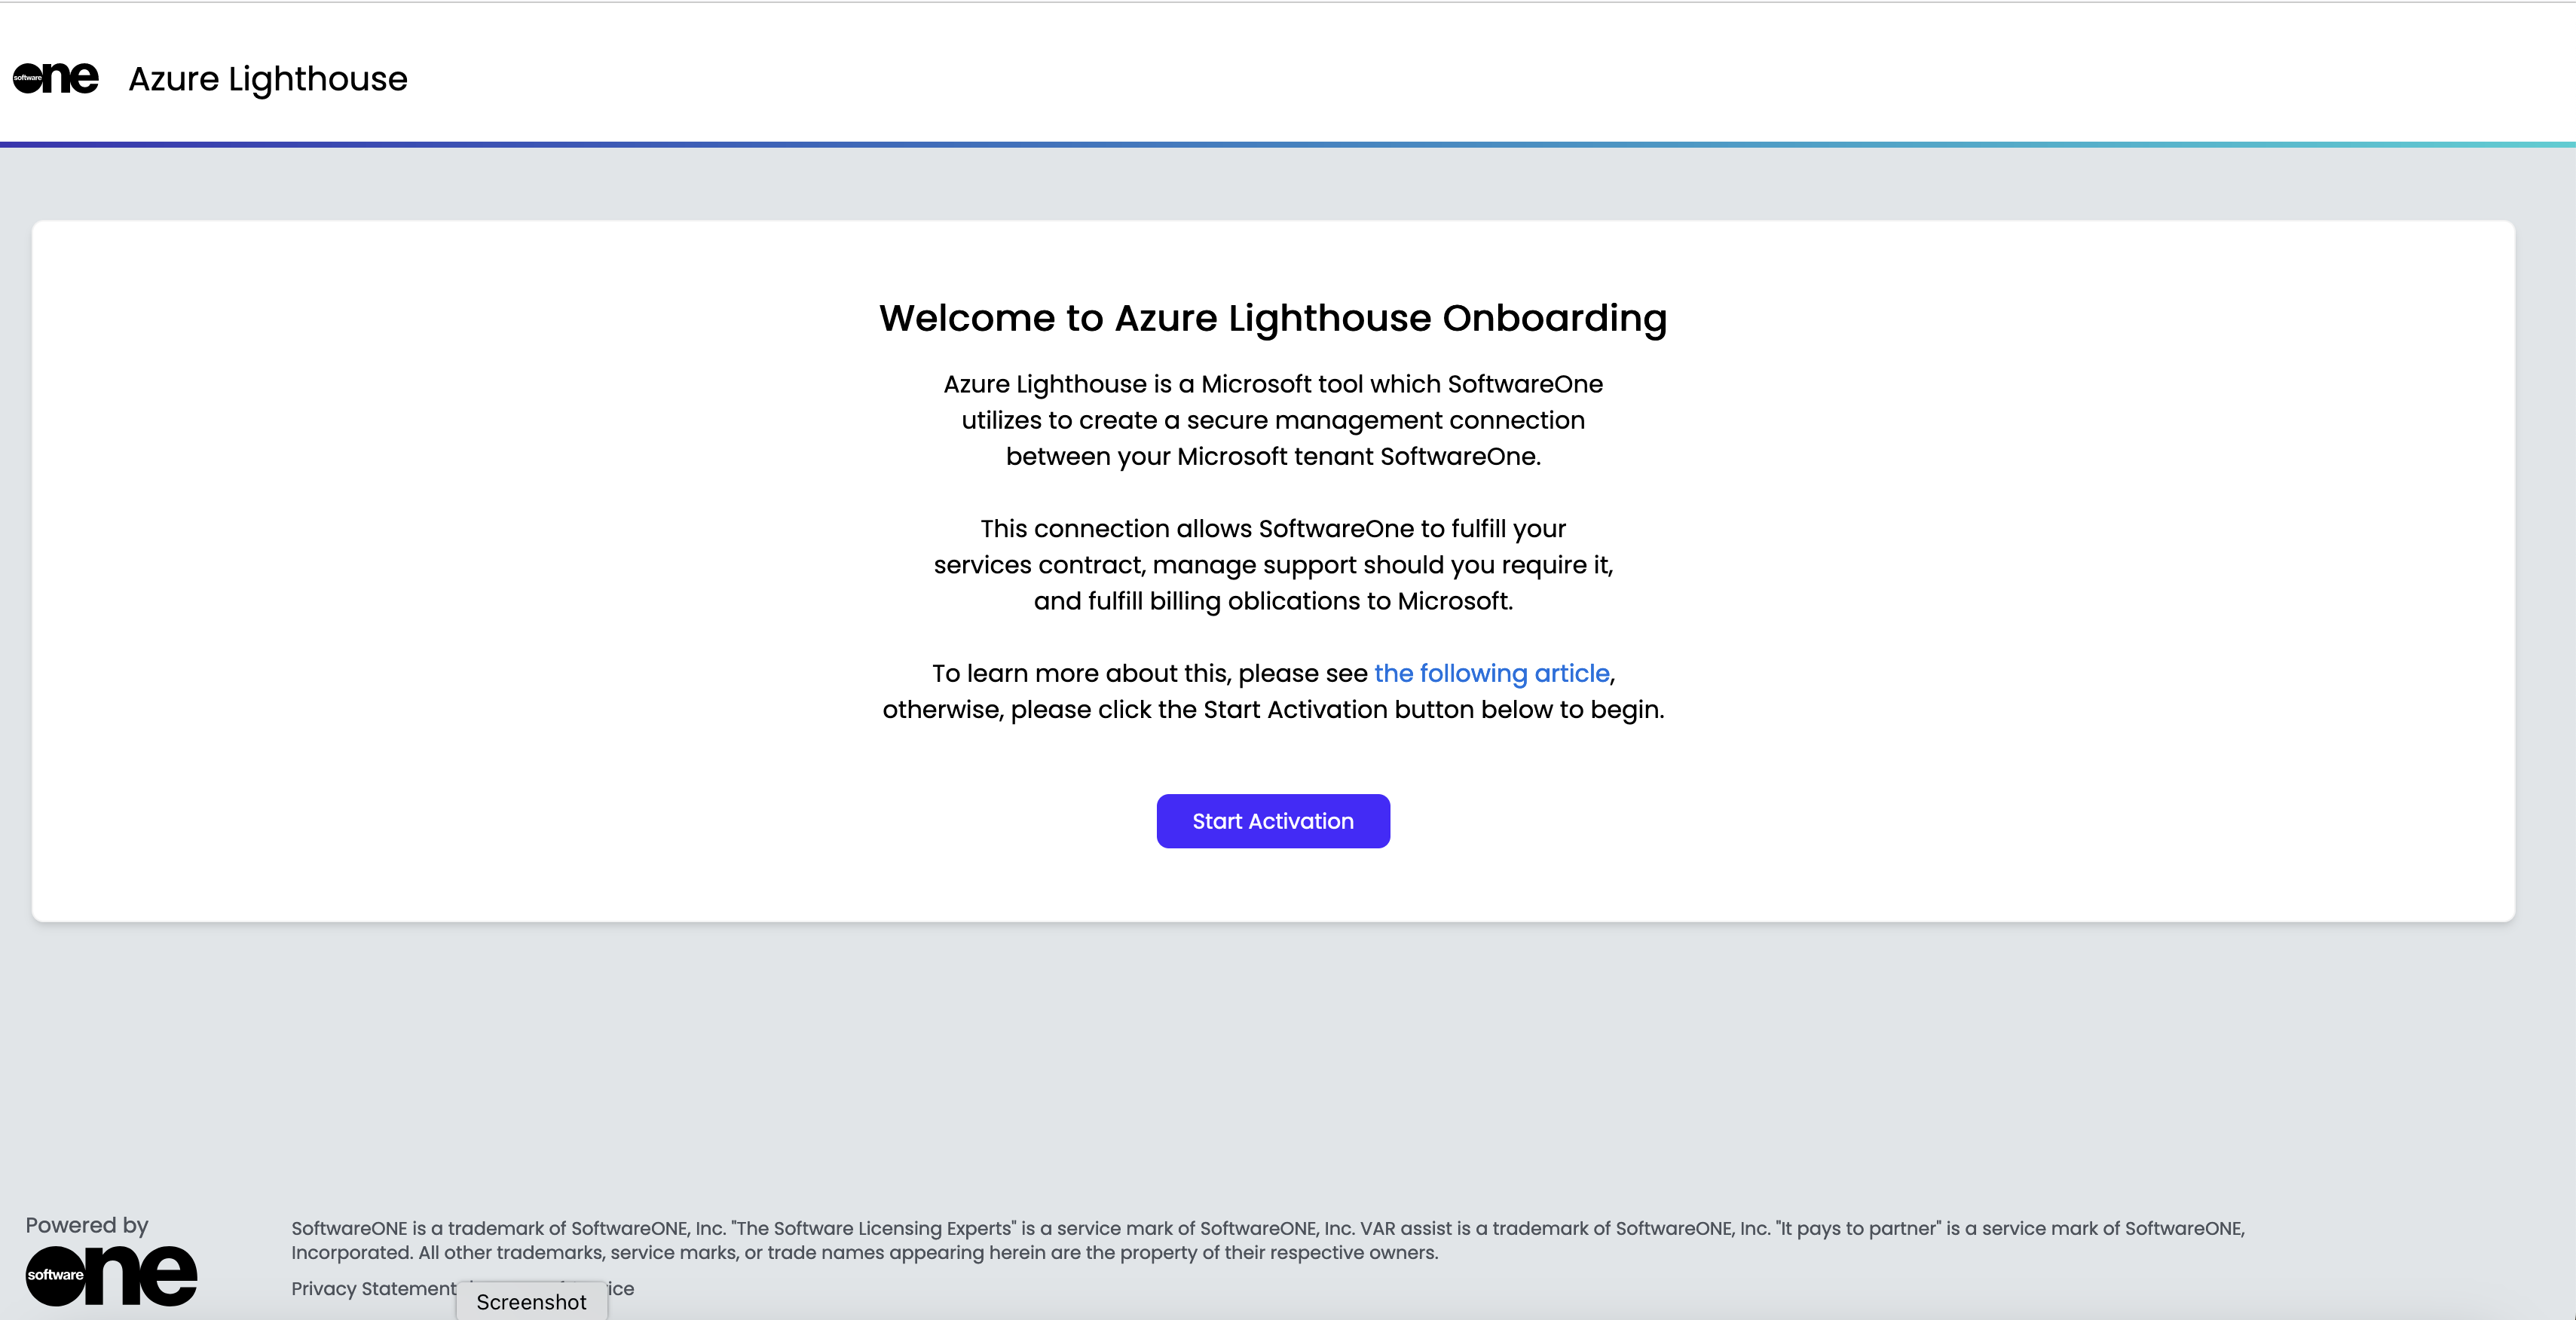 software one Azure Lighthouse
Welcome to Azure Lighthouse Onboarding
Azure Lighthouse is a Microsoft tool which SoftwareOne
utilizes to create a secure management connection
between your Microsoft tenant SoftwareOne.
This connection allows SoftwareOne to fulfill your
services contract, manage support should you require it,
and fulfill billing oblications to Microsoft.
To learn more about this, please see the following article,
otherwise, please click the Start Activation button below to begin.
Start Activation
Powered by
software one
SoftwareONE is a trademark of SoftwareONE, Inc. "The Software Licensing Experts" is a service mark of SoftwareONE, Inc. VAR assist is a trademark of SoftwareONE, Inc. "It pays to partner" is a service mark of SoftwareONE,
Incorporated. All other trademarks, service marks, or trade names appearing herein are the property of their respective owners.
Privacy Statement
Screenshot